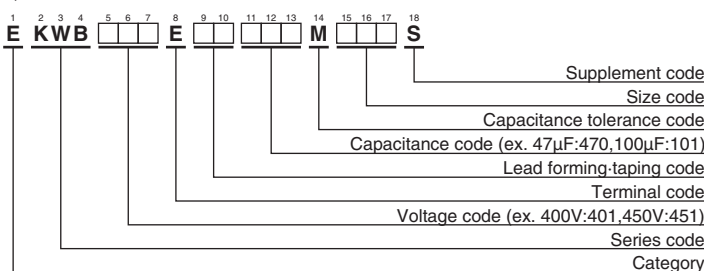 1 2 3 4 5 6 7 8 9 10 11 12 13 14 15 16 17 18
E KWB E M S
Supplement code
Size code
Capacitance tolerance code
Capacitance code (ex. 47μF:470,100μF:101)
Lead forming·taping code
Terminal code
Voltage code (ex. 400V:401,450V:451)
Series code
Category